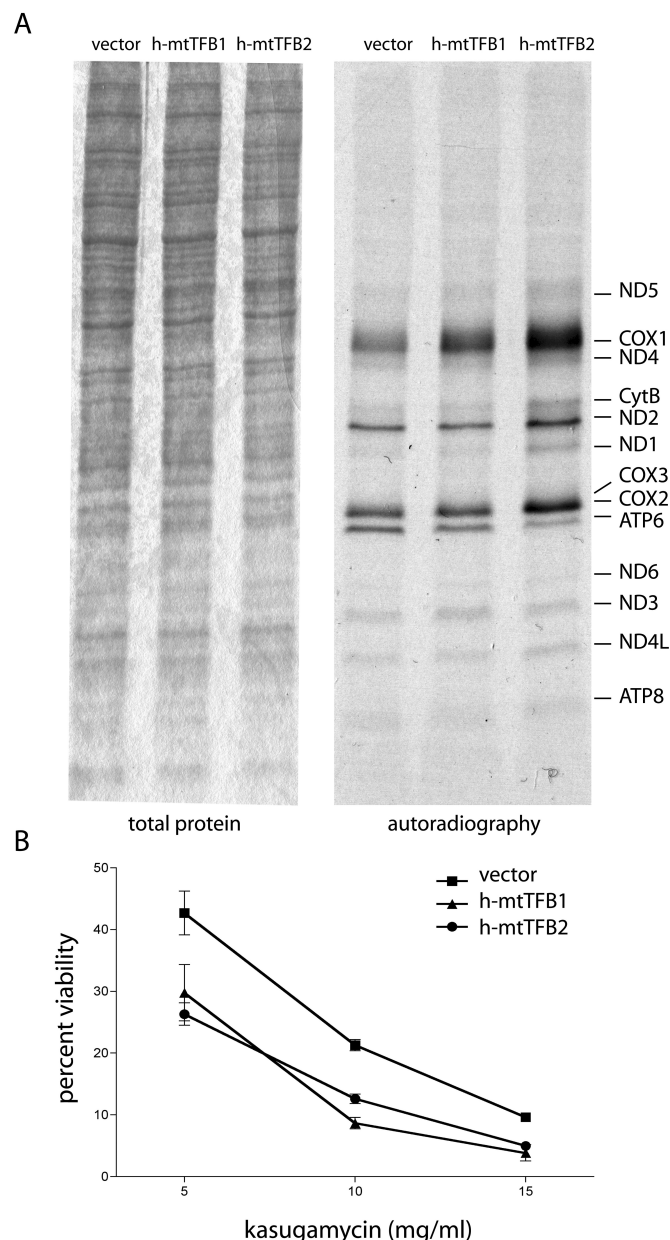 A
vector h-mtTFB1 h-mtTFB2
vector h-mtTFB1 h-mtTFB2
ND5
COX1
ND4
CytB
ND2
ND1
COX3
COX2
ATP6
ND6
ND3
ND4L
ATP8
total protein
autoradiography
B
50
40
30
20
10
0
percent viability
vector
h-mtTFB1
h-mtTFB2
5 10 15
kasugamycin (mg/ml)